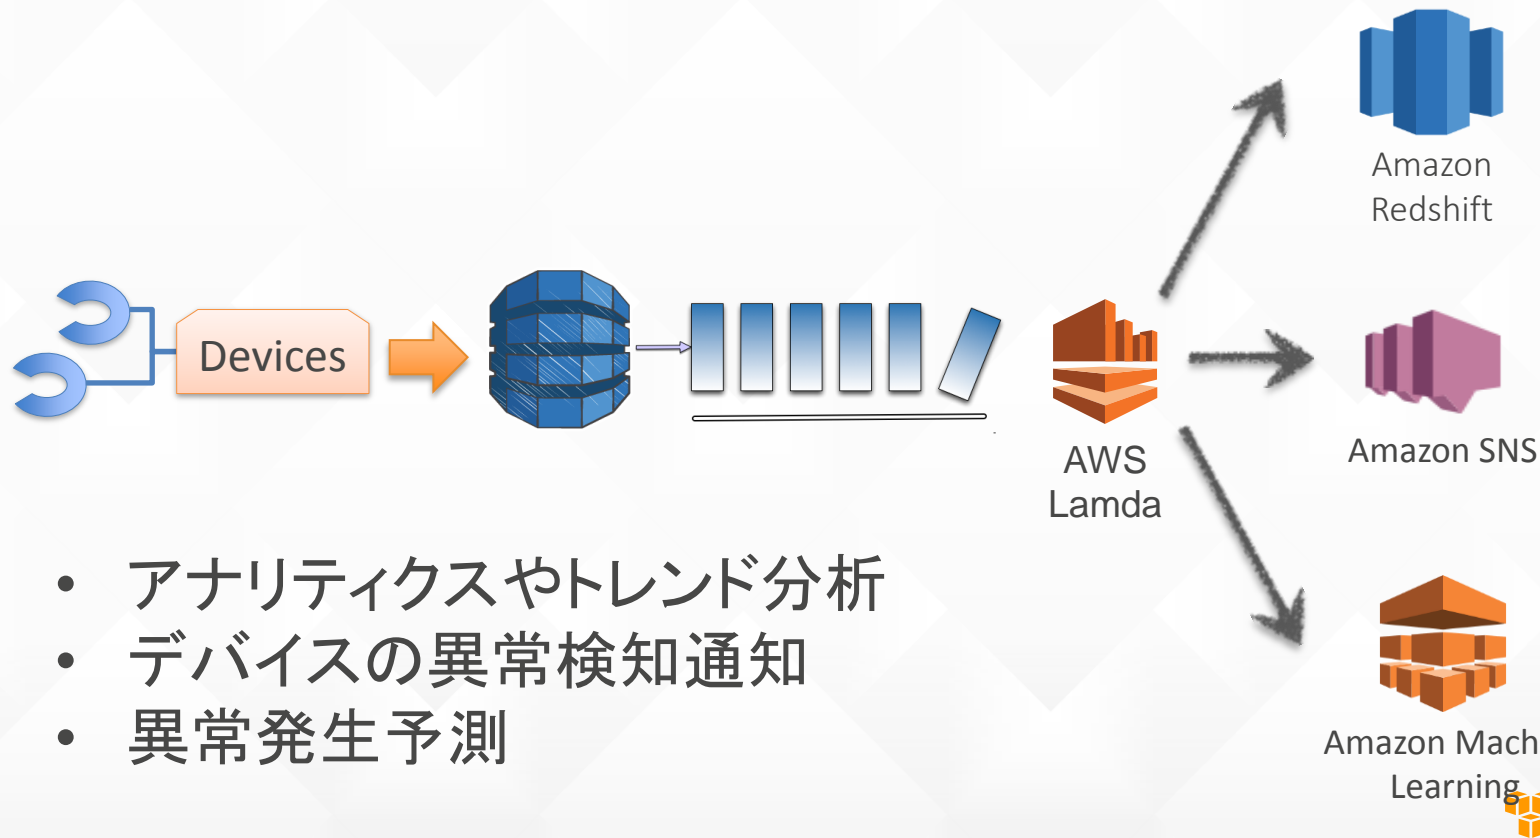 Amazon
Redshift
Devices
AWS
Lamda
Amazon SNS
• アナリティクスやトレンド分析
• デバイスの異常検知通知
• 異常発生予測
Amazon Mach
Learning